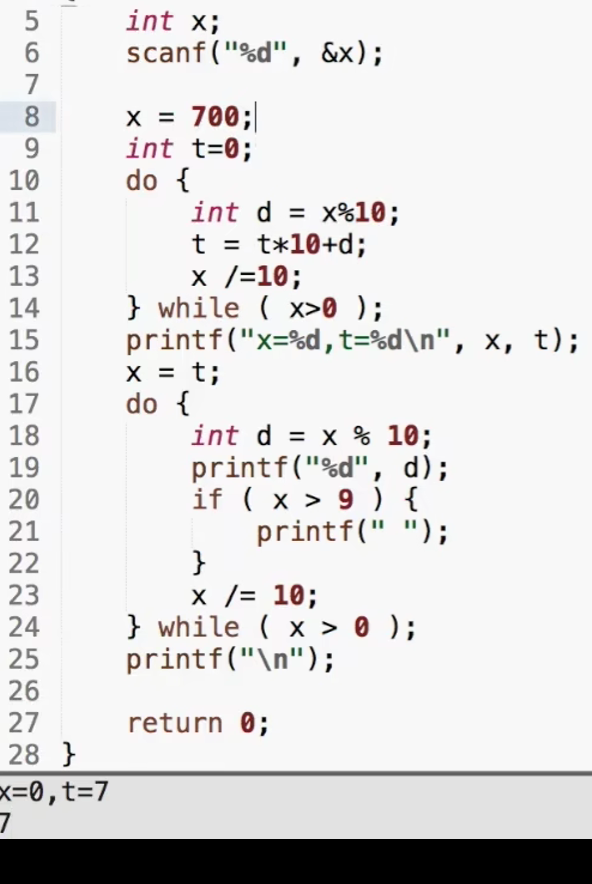 5 int x;
6 scanf("%d", &x);
7
8 x = 700;
9 int t=0;
10 do {
11 int d = x%10;
12 t = t*10+d;
13 x /=10;
14 } while ( x>0 );
15 printf("x=%d,t=%d\n", x, t);
16 x = t;
17 do {
18 int d = x % 10;
19 printf("%d", d);
20 if ( x > 9 ) {
21 printf(" ");
22 }
23 x /= 10;
24 } while ( x > 0 );
25 printf("\n");
26
27 return 0;
28 }
x=0,t=7
7